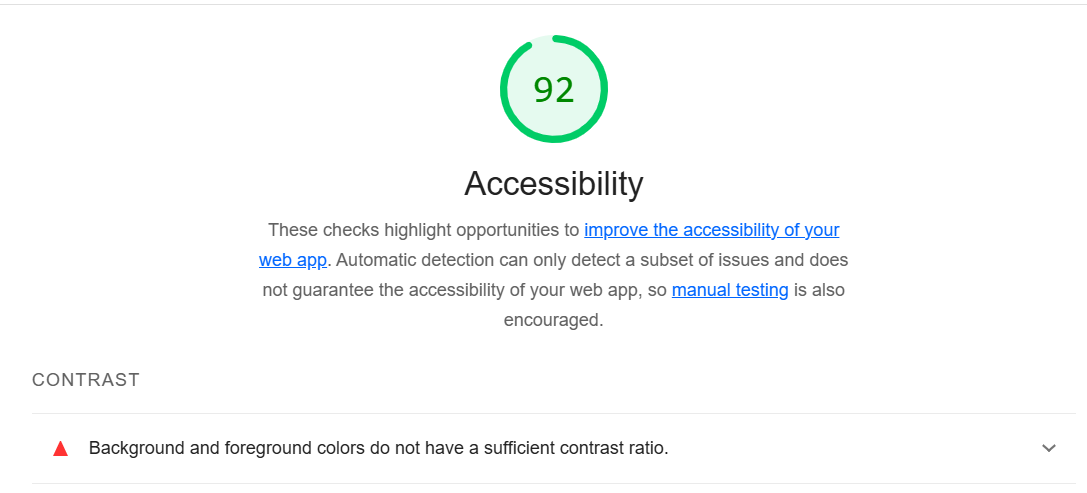 92
Accessibility
These checks highlight opportunities to improve the accessibility of your
web app. Automatic detection can only detect a subset of issues and does
not guarantee the accessibility of your web app, so manual testing is also
encouraged.
CONTRAST
Background and foreground colors do not have a sufficient contrast ratio.